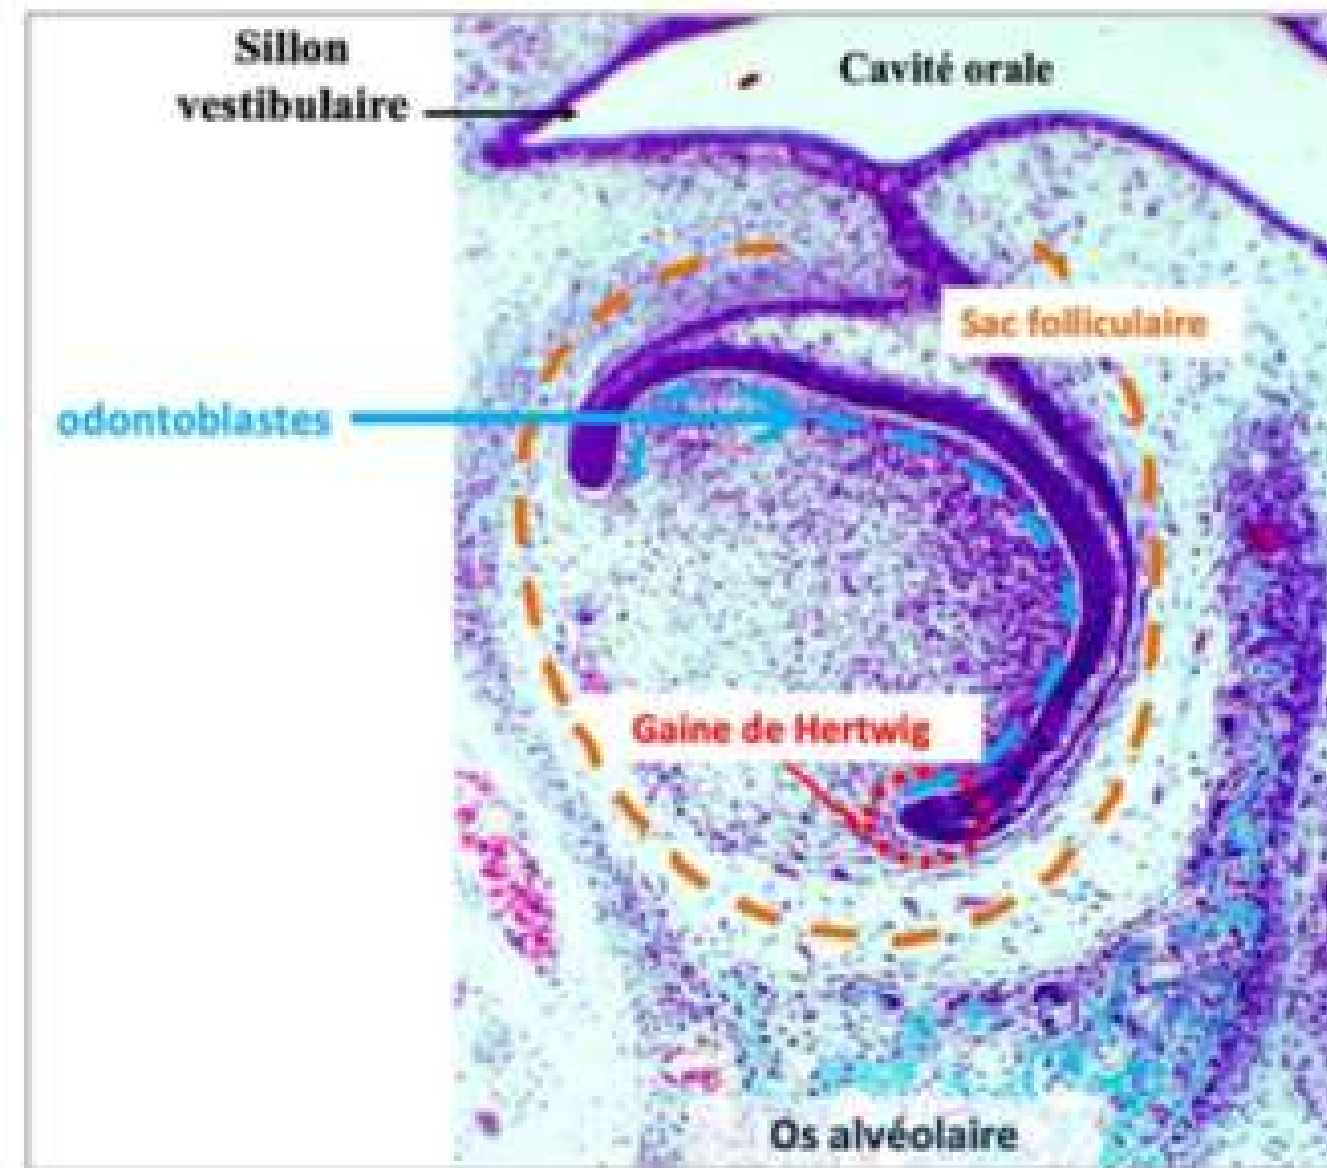 Sillon
vestibulaire
Cavité orale
Sac folliculaire
odontoblastes
Gaine de Hertwig
Os alvéolaire